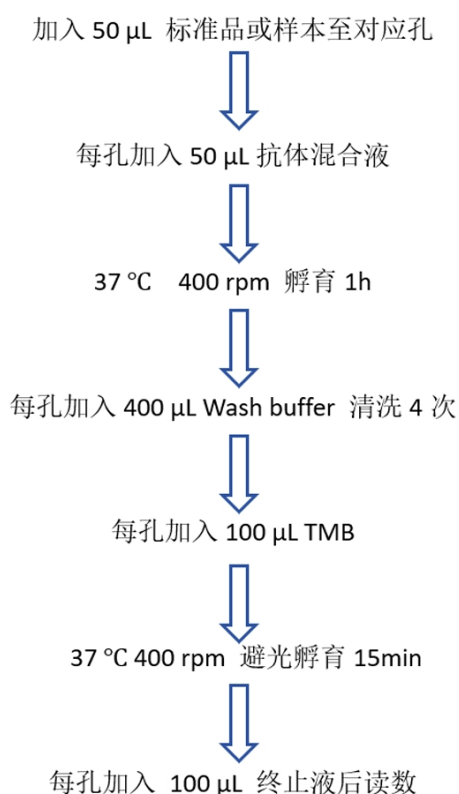 加入 50 µL 标准品或样本至对应孔
每孔加入 50 µL 抗体混合液
37 ℃ 400 rpm 孵育 1h
每孔加入 400 µL Wash buffer 清洗 4 次
每孔加入 100 µL TMB
37 ℃ 400 rpm 避光孵育 15min
每孔加入 100 µL 终止液后读数